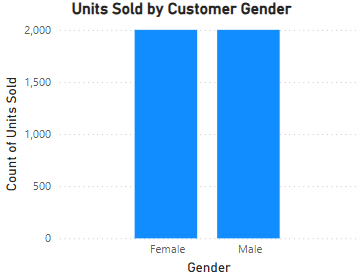 Units Sold by Customer Gender
2,000
1,500
1,000
500
0
Count of Units Sold
Female Male
Gender